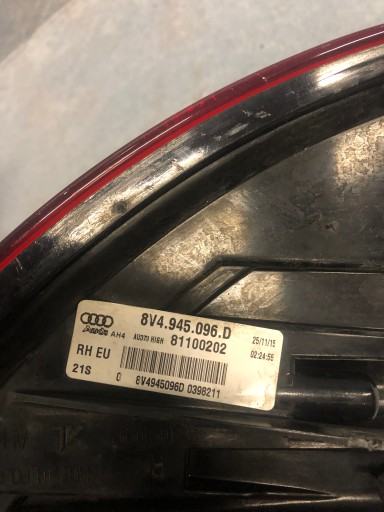 8V4.945.096.D
Audi AH4 AUDI3 HIGH 81100202
25/11/15
02:24:55
RH EU
21S 0 8V4945096D 0398211